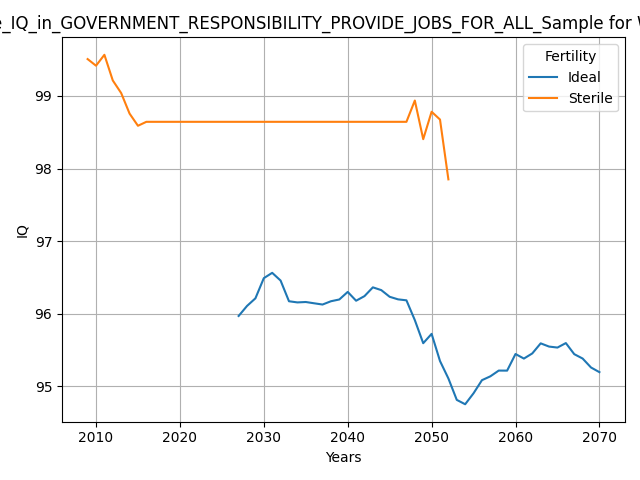 e_IQ_in_GOVERNMENT_RESPONSIBILITY_PROVIDE_JOBS_FOR_ALL_Sample for
Fertility
Ideal
Sterile
99
98
97
96
95
IQ
2010 2020 2030 2040 2050 2060 2070
Years